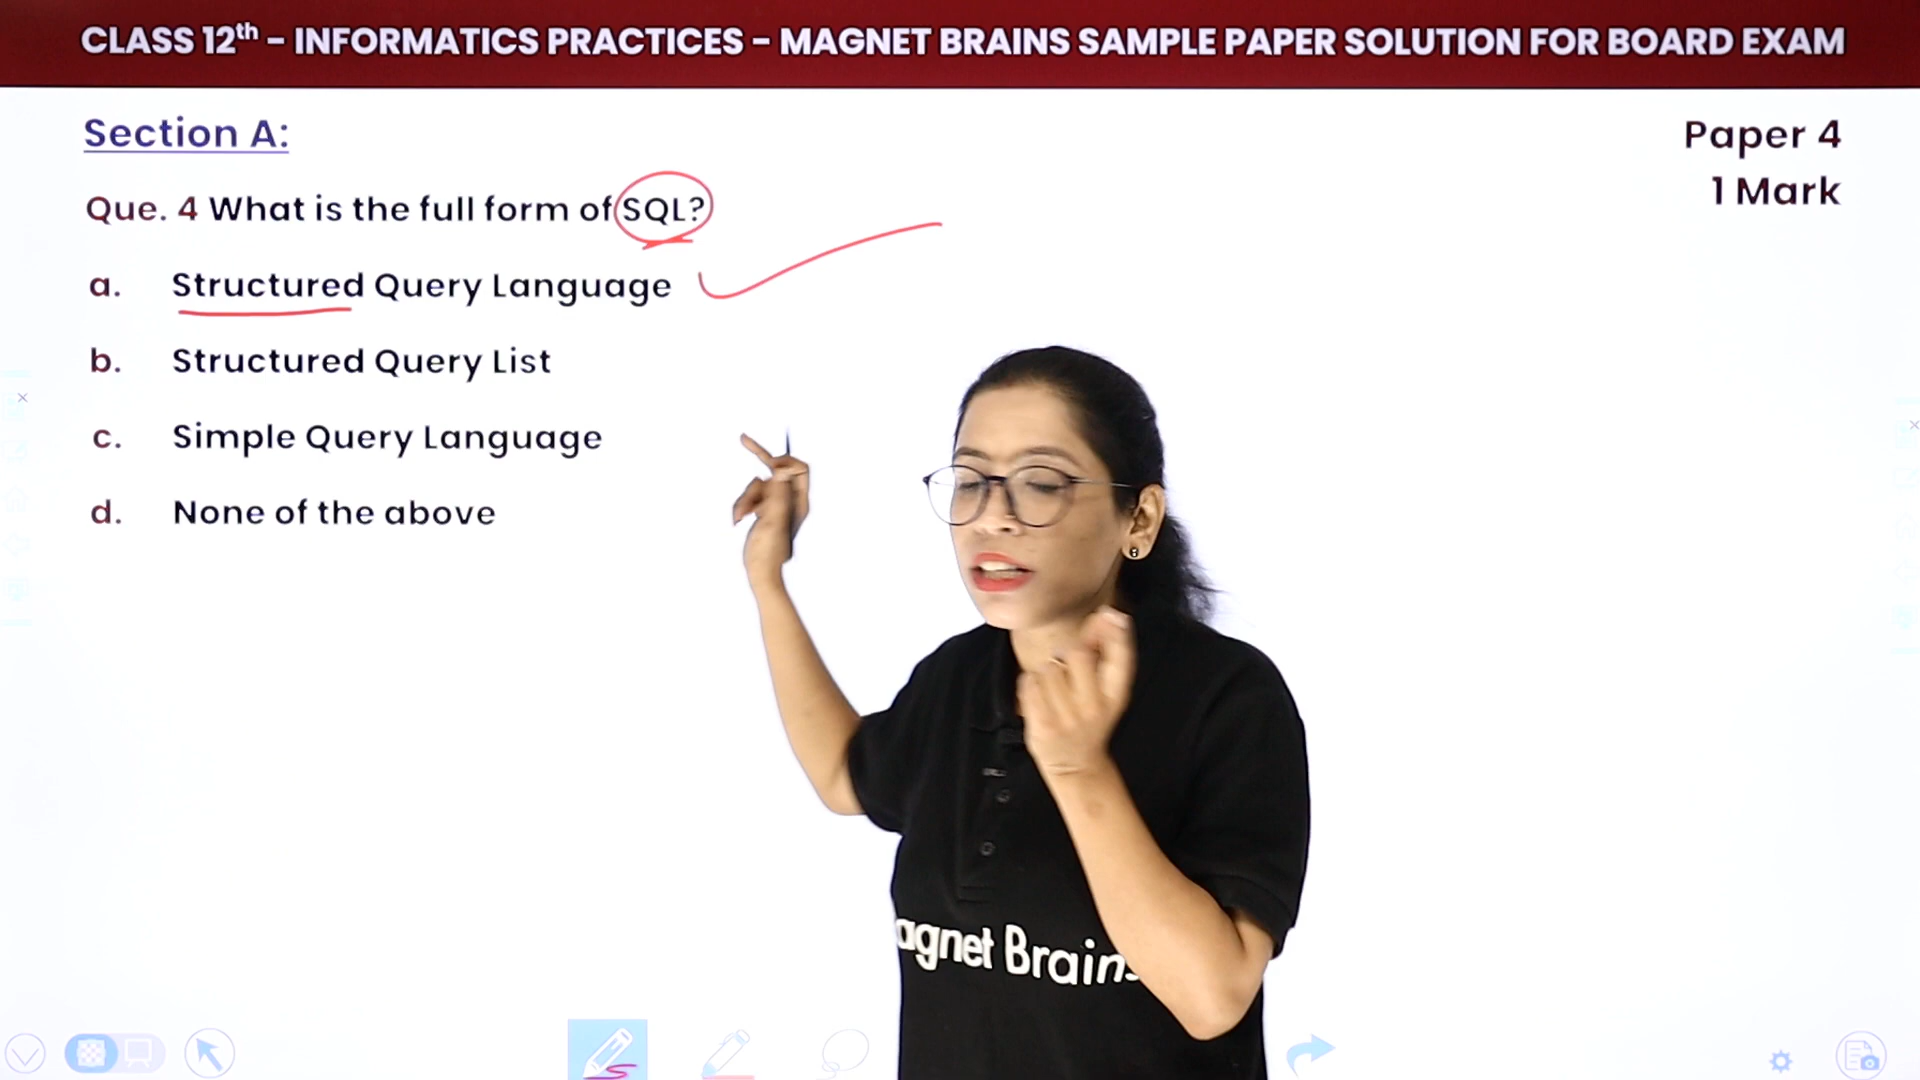 CLASS 12th - INFORMATICS PRACTICES - MAGNET BRAINS SAMPLE PAPER SOLUTION FOR BOARD EXAM
Section A:
Paper 4
1 Mark
Que. 4 What is the full form of SQL?
a. Structured Query Language
b. Structured Query List
c. Simple Query Language
d. None of the above
agnet Brains